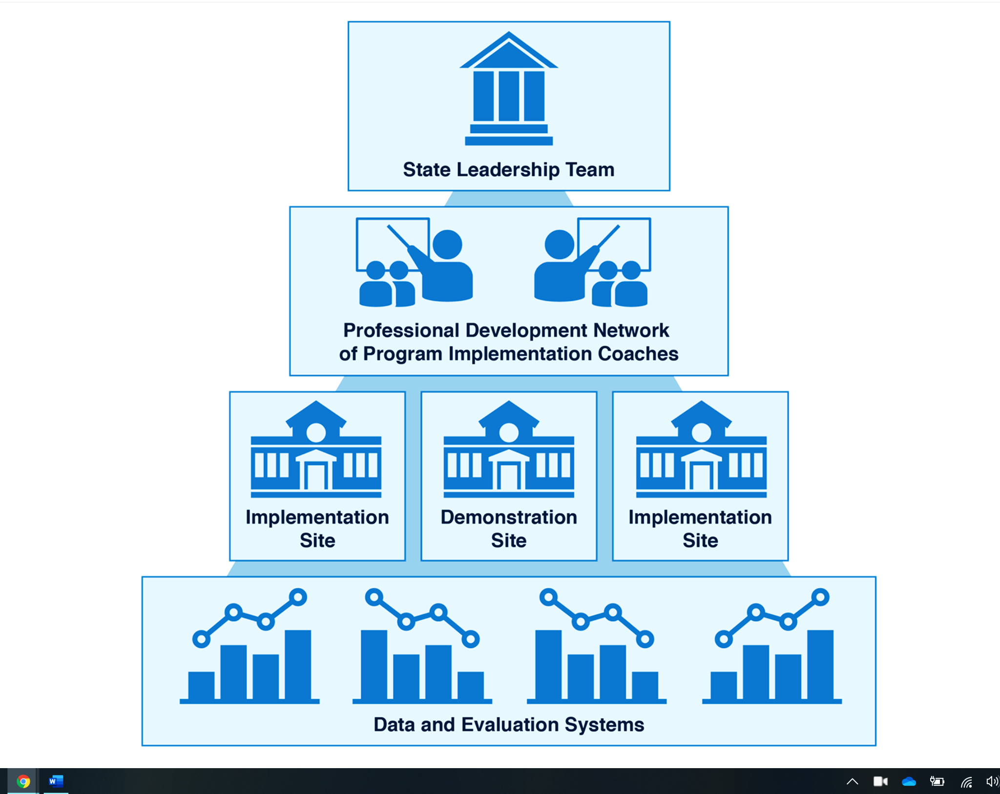 State Leadership Team
Professional Development Network
of Program Implementation Coaches
Implementation
Site
Demonstration
Site
Implementation
Site
Data and Evaluation Systems
W